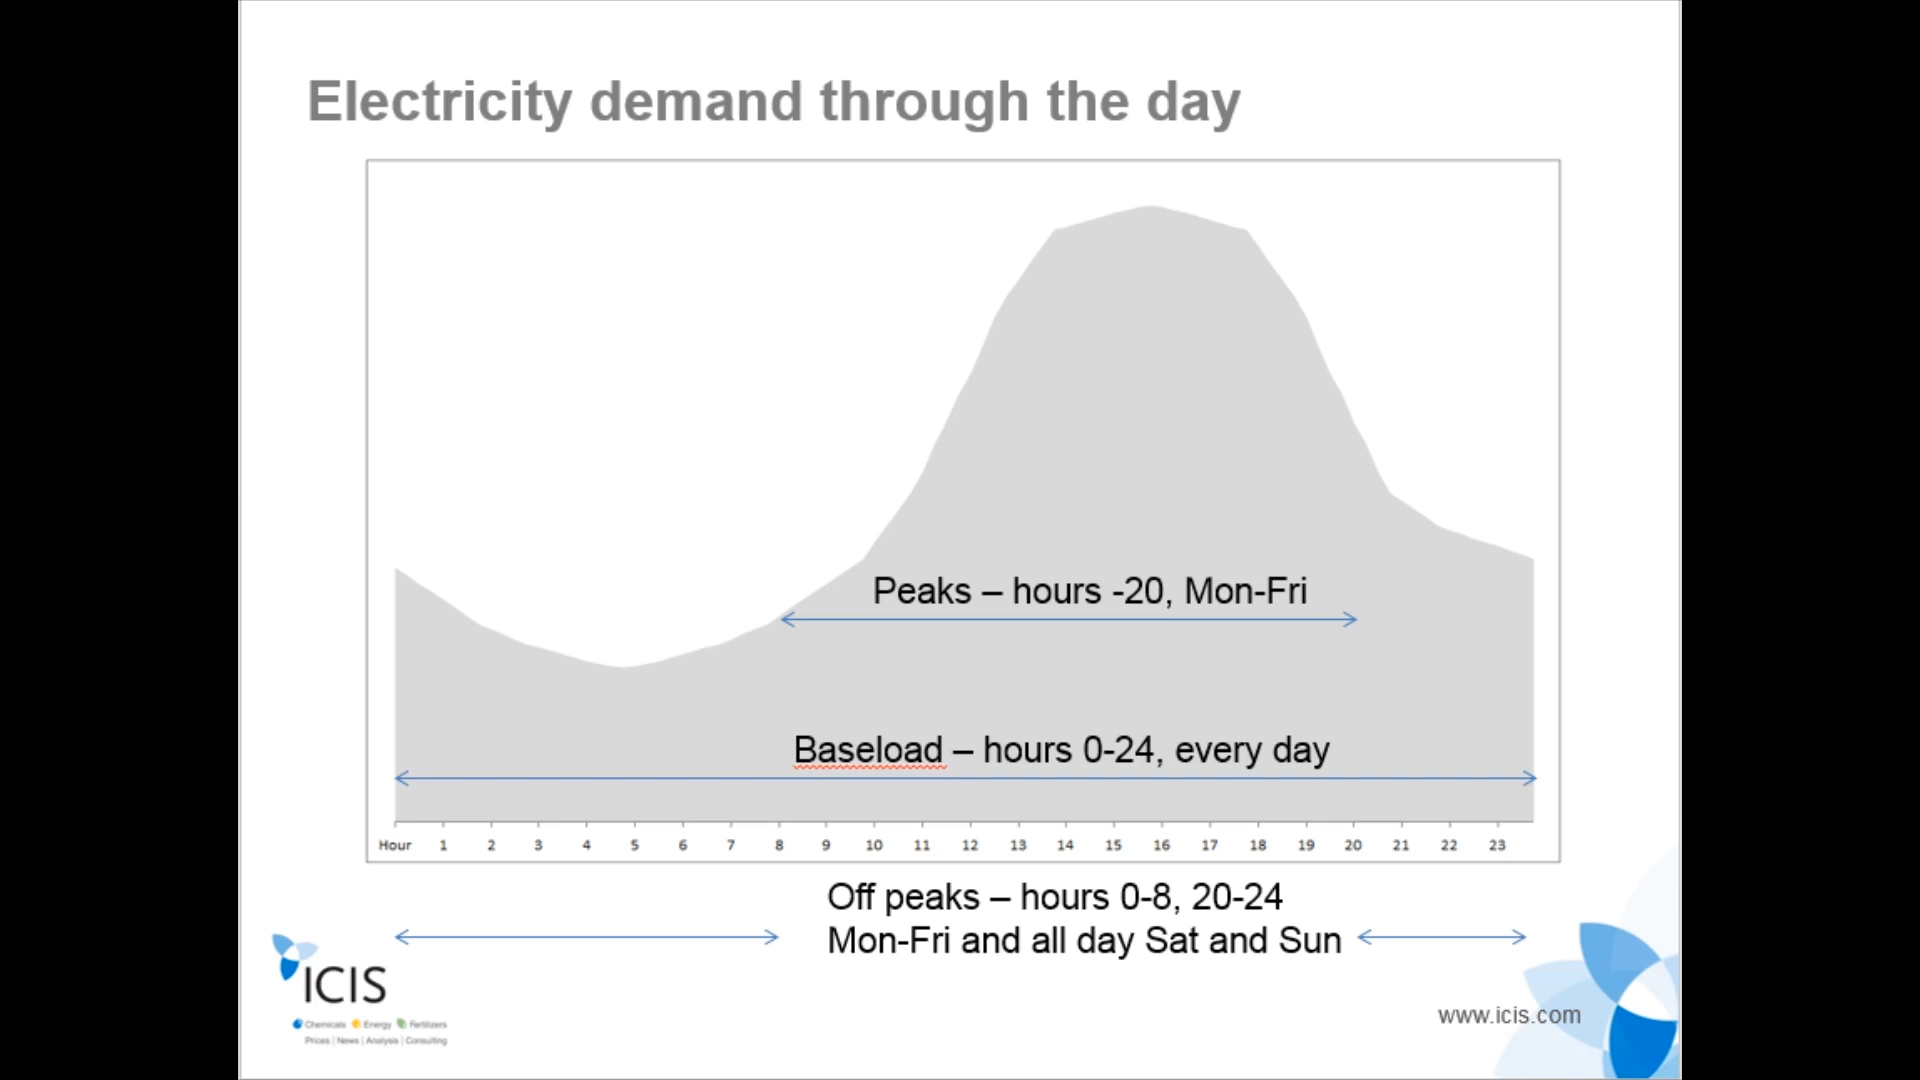 Electricity demand through the day
Peaks – hours -20, Mon-Fri
Baseload – hours 0-24, every day
Hour 1 2 3 4 5 6 7 8 9 10 11 12 13 14 15 16 17 18 19 20 21 22 23
Off peaks – hours 0-8, 20-24
Mon-Fri and all day Sat and Sun
ICIS
Chemicals Energy Fertilizers
Prices | News | Analysis | Consulting
www.icis.com